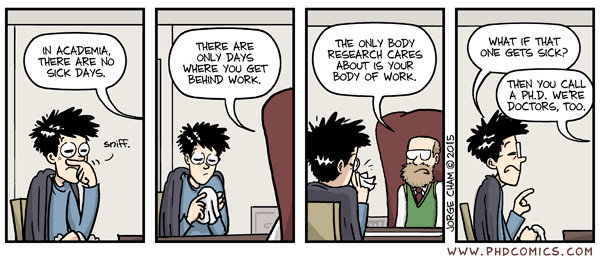 IN ACADEMIA,
THERE ARE NO
SICK DAYS.
sniff.
THERE ARE
ONLY DAYS
WHERE YOU GET
BEHIND WORK.
THE ONLY BODY
RESEARCH CARES
ABOUT IS YOUR
BODY OF WORK.
JORGE CHAM © 2015
WHAT IF THAT
ONE GETS SICK?
THEN YOU CALL
A PH.D. WE'RE
DOCTORS, TOO.
WWW.PHDCOMICS.COM